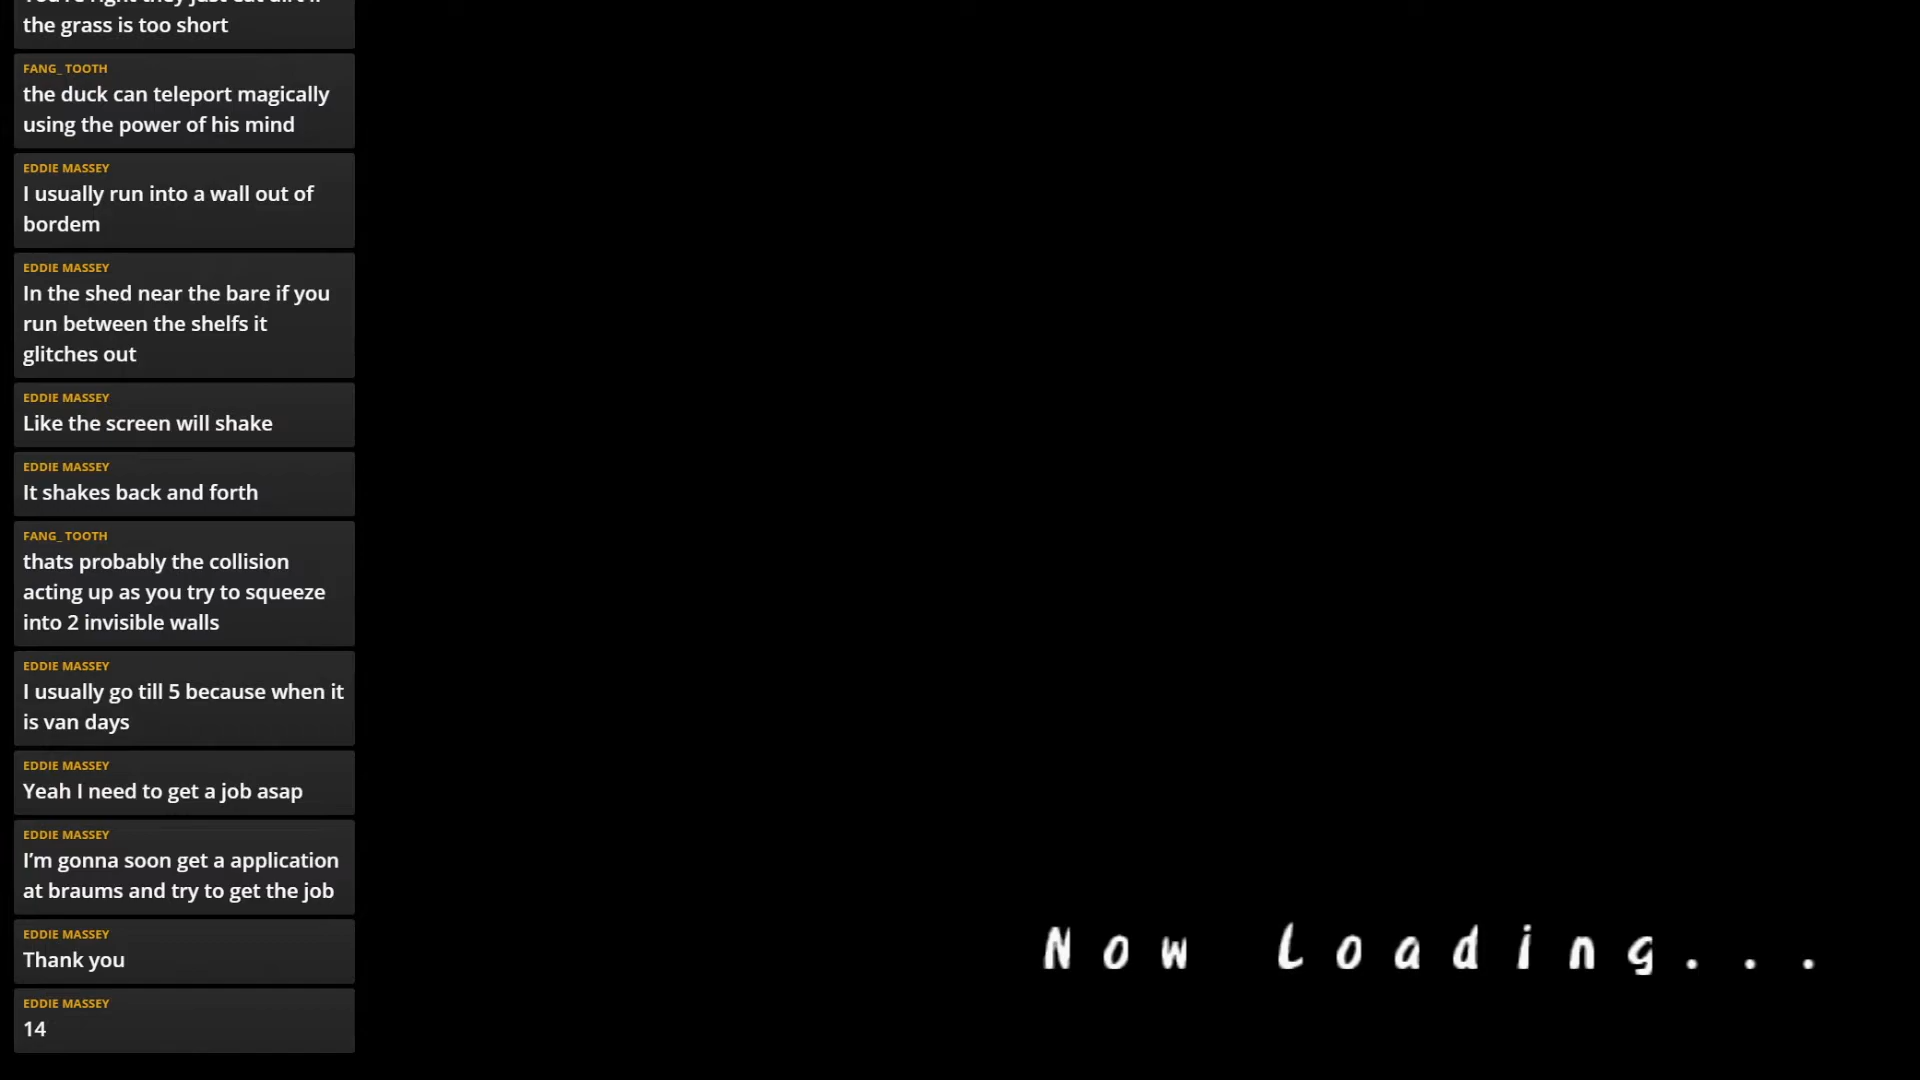 the grass is too short
FANG_TOOTH
the duck can teleport magically
using the power of his mind
EDDIE MASSEY
I usually run into a wall out of
bordem
EDDIE MASSEY
In the shed near the bare if you
run between the shelfs it
glitches out
EDDIE MASSEY
Like the screen will shake
EDDIE MASSEY
It shakes back and forth
FANG_TOOTH
thats probably the collision
acting up as you try to squeeze
into 2 invisible walls
EDDIE MASSEY
I usually go till 5 because when it
is van days
EDDIE MASSEY
Yeah I need to get a job asap
EDDIE MASSEY
I'm gonna soon get a application
at braums and try to get the job
EDDIE MASSEY
Thank you
EDDIE MASSEY
14
Now Loading...